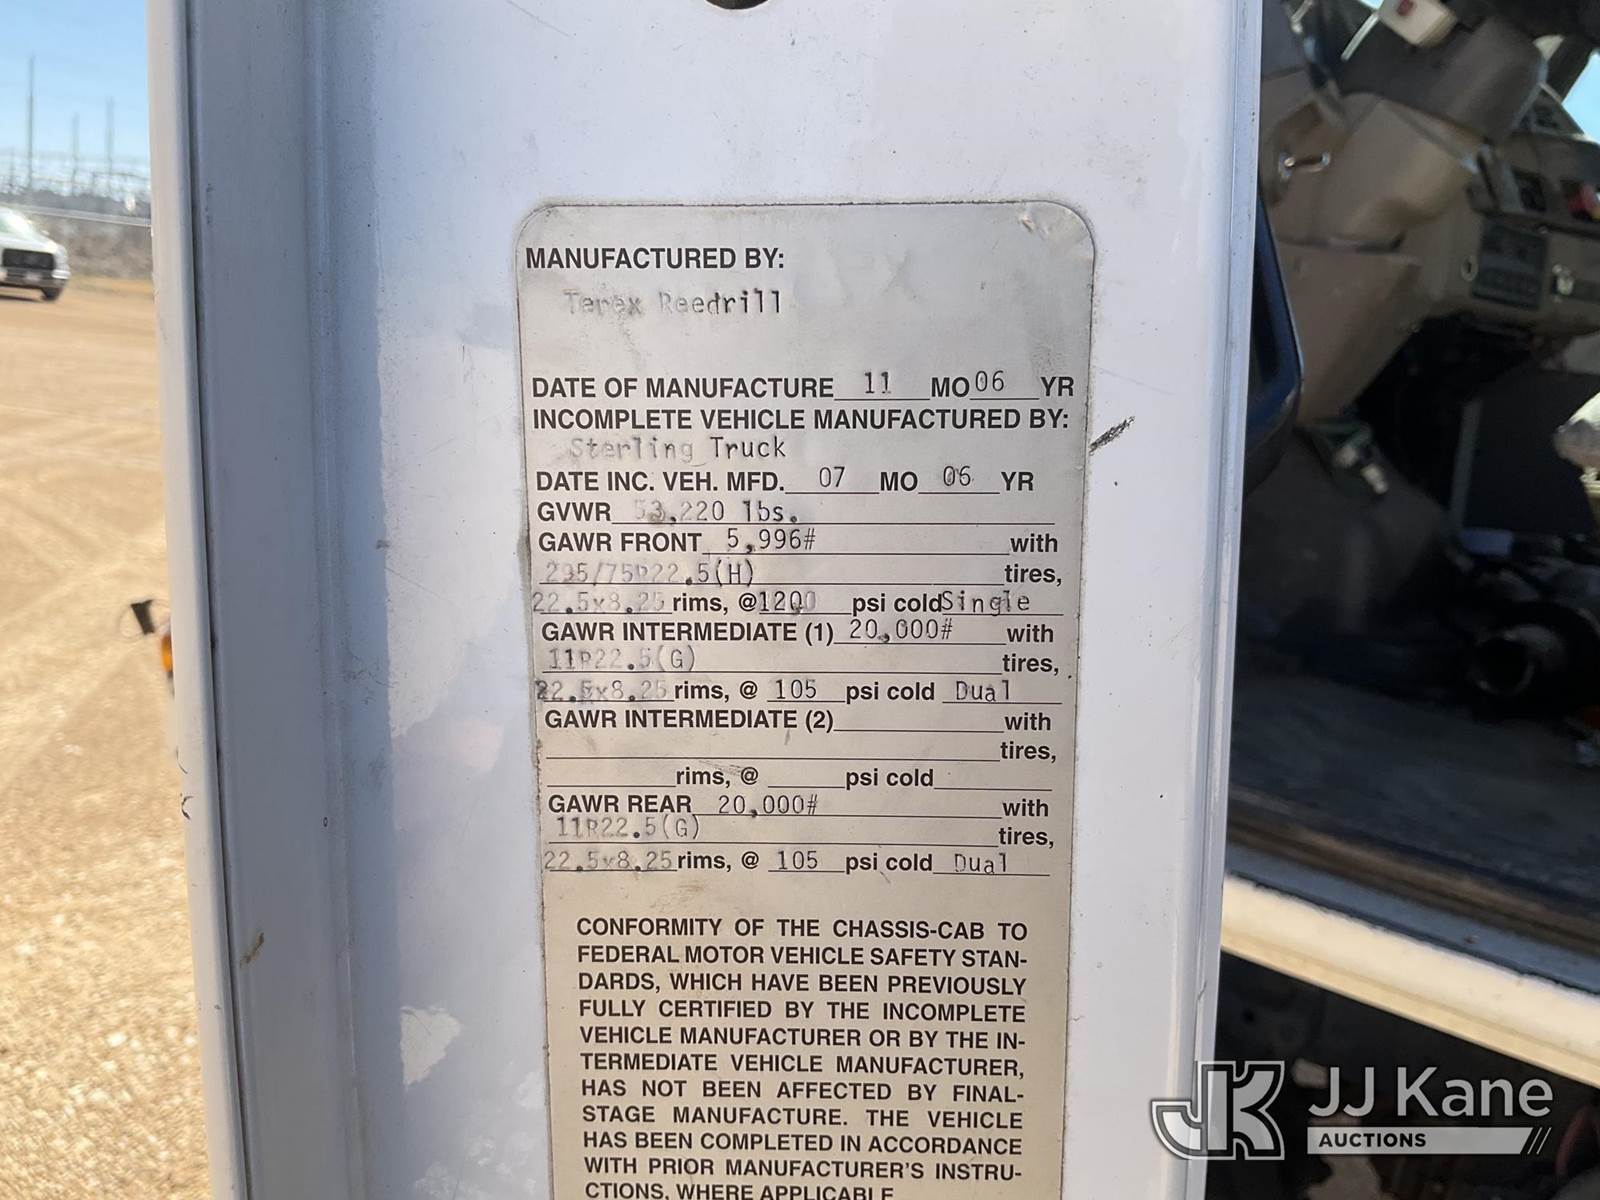 MANUFACTURED BY:
Terex Reedrill
DATE OF MANUFACTURE 11 MO 06 YR
INCOMPLETE VEHICLE MANUFACTURED BY:
Sterling Truck
DATE INC. VEH. MFD. 07 MO 06 YR
GVWR 53,220 lbs.
GAWR FRONT 5,996# with
295/75R22.5(H) tires,
22.5x8.25 rims, @ 120 psi cold Single
GAWR INTERMEDIATE (1) 20,000# with
11R22.5(G) tires,
22.5x8.25 rims, @ 105 psi cold Dual
GAWR INTERMEDIATE (2) with
tires,
rims, @ psi cold
GAWR REAR 20,000# with
11R22.5(G) tires,
22.5x8.25 rims, @ 105 psi cold Dual
CONFORMITY OF THE CHASSIS-CAB TO
FEDERAL MOTOR VEHICLE SAFETY STAN-
DARDS, WHICH HAVE BEEN PREVIOUSLY
FULLY CERTIFIED BY THE INCOMPLETE
VEHICLE MANUFACTURER OR BY THE IN-
TERMEDIATE VEHICLE MANUFACTURER,
HAS NOT BEEN AFFECTED BY FINAL-
STAGE MANUFACTURE. THE VEHICLE
HAS BEEN COMPLETED IN ACCORDANCE
WITH PRIOR MANUFACTURER'S INSTRU-
CTIONS, WHERE APPLICABLE
JK JJ Kane
AUCTIONS